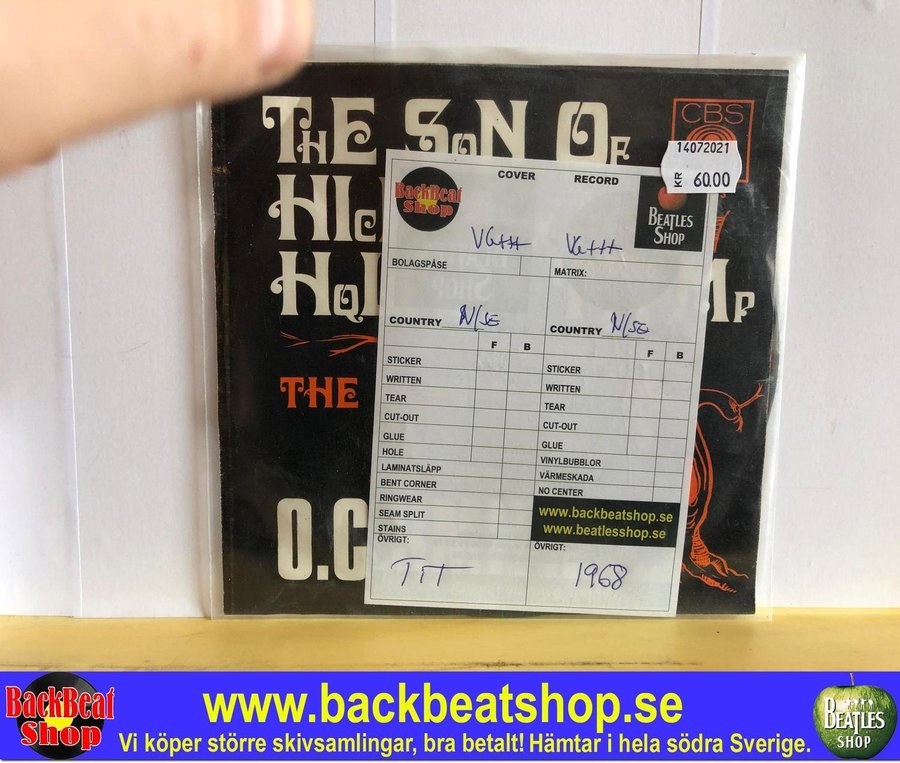 THE SON OF
HI
H
MP
THE
O.C
CBS
14072021
KR 60.00
BackBeat
Shop
COVER
RECORD
BEATLES
SHOP
VG+++
VG+++
BOLAGSPÅSE
MATRIX:
COUNTRY N/SE
COUNTRY N/SE
F B
F B
STICKER
STICKER
WRITTEN
WRITTEN
TEAR
TEAR
CUT-OUT
CUT-OUT
GLUE
GLUE
HOLE
VINYLBUBBLOR
LAMINATSLÄPP
VÄRMESKADA
BENT CORNER
NO CENTER
RINGWEAR
SEAM SPLIT
STAINS
www.backbeatshop.se
www.beatlesshop.se
ÖVRIGT:
ÖVRIGT:
TIT
1968
BackBeat
Shop
www.backbeatshop.se
Vi köper större skivsamlingar, bra betalt! Hämtar i hela södra Sverige.
BEATLES
SHOP